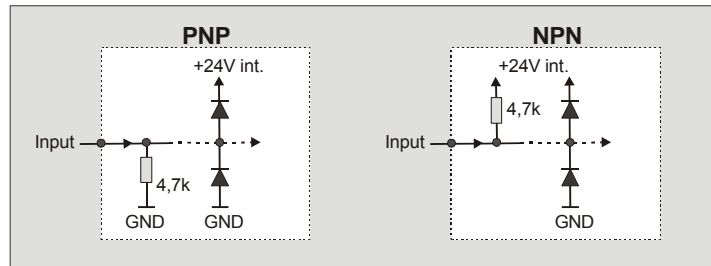 PNP
+24V int.
Input
4,7k
GND
GND
NPN
+24V int.
4,7k
Input
GND